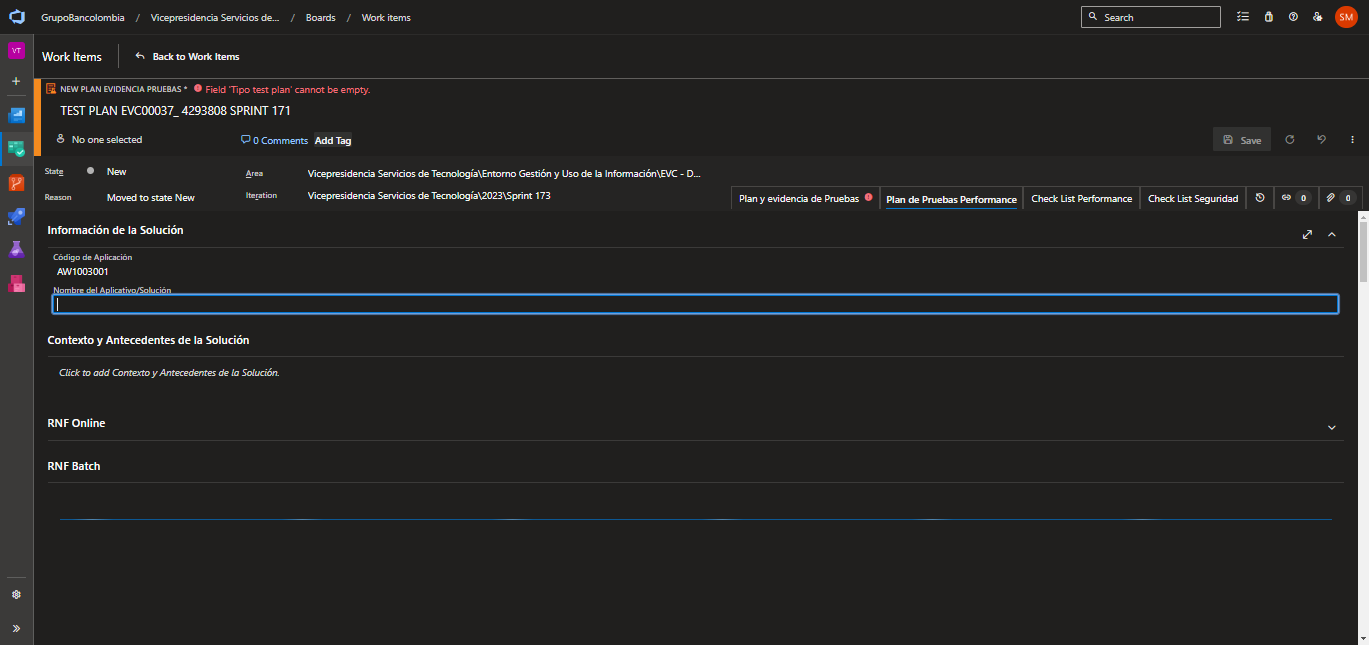 GrupoBancolombia / Vicepresidencia Servicios de... / Boards / Work items
Search
SM
VT
Work Items
Back to Work Items
NEW PLAN EVIDENCIA PRUEBAS * Field 'Tipo test plan' cannot be empty.
TEST PLAN EVC00037_ 4293808 SPRINT 171
No one selected
0 Comments
Add Tag
Save
State
New
Area
Vicepresidencia Servicios de Tecnología\Entorno Gestión y Uso de la Información\EVC - D...
Reason
Moved to state New
Iteration
Vicepresidencia Servicios de Tecnología\2023\Sprint 173
Plan y evidencia de Pruebas
Plan de Pruebas Performance
Check List Performance
Check List Seguridad
0
0
Información de la Solución
Código de Aplicación
AW1003001
Nombre del Aplicativo/Solución
Contexto y Antecedentes de la Solución
Click to add Contexto y Antecedentes de la Solución.
RNF Online
RNF Batch